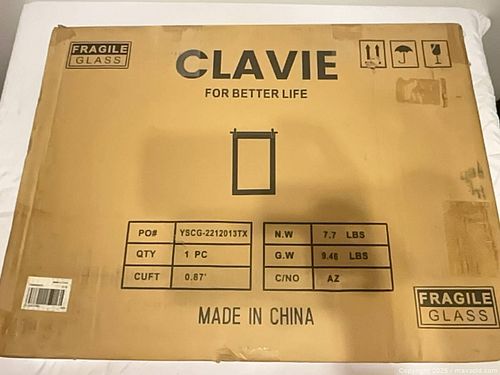 FRAGILE
GLASS
CLAVIE
FOR BETTER LIFE
PO# YSCG-2212013TX
QTY 1 PC
CUFT 0.67'
N.W 7.7 LBS
G.W 9.46 LBS
C/NO AZ
MADE IN CHINA
FRAGILE
GLASS